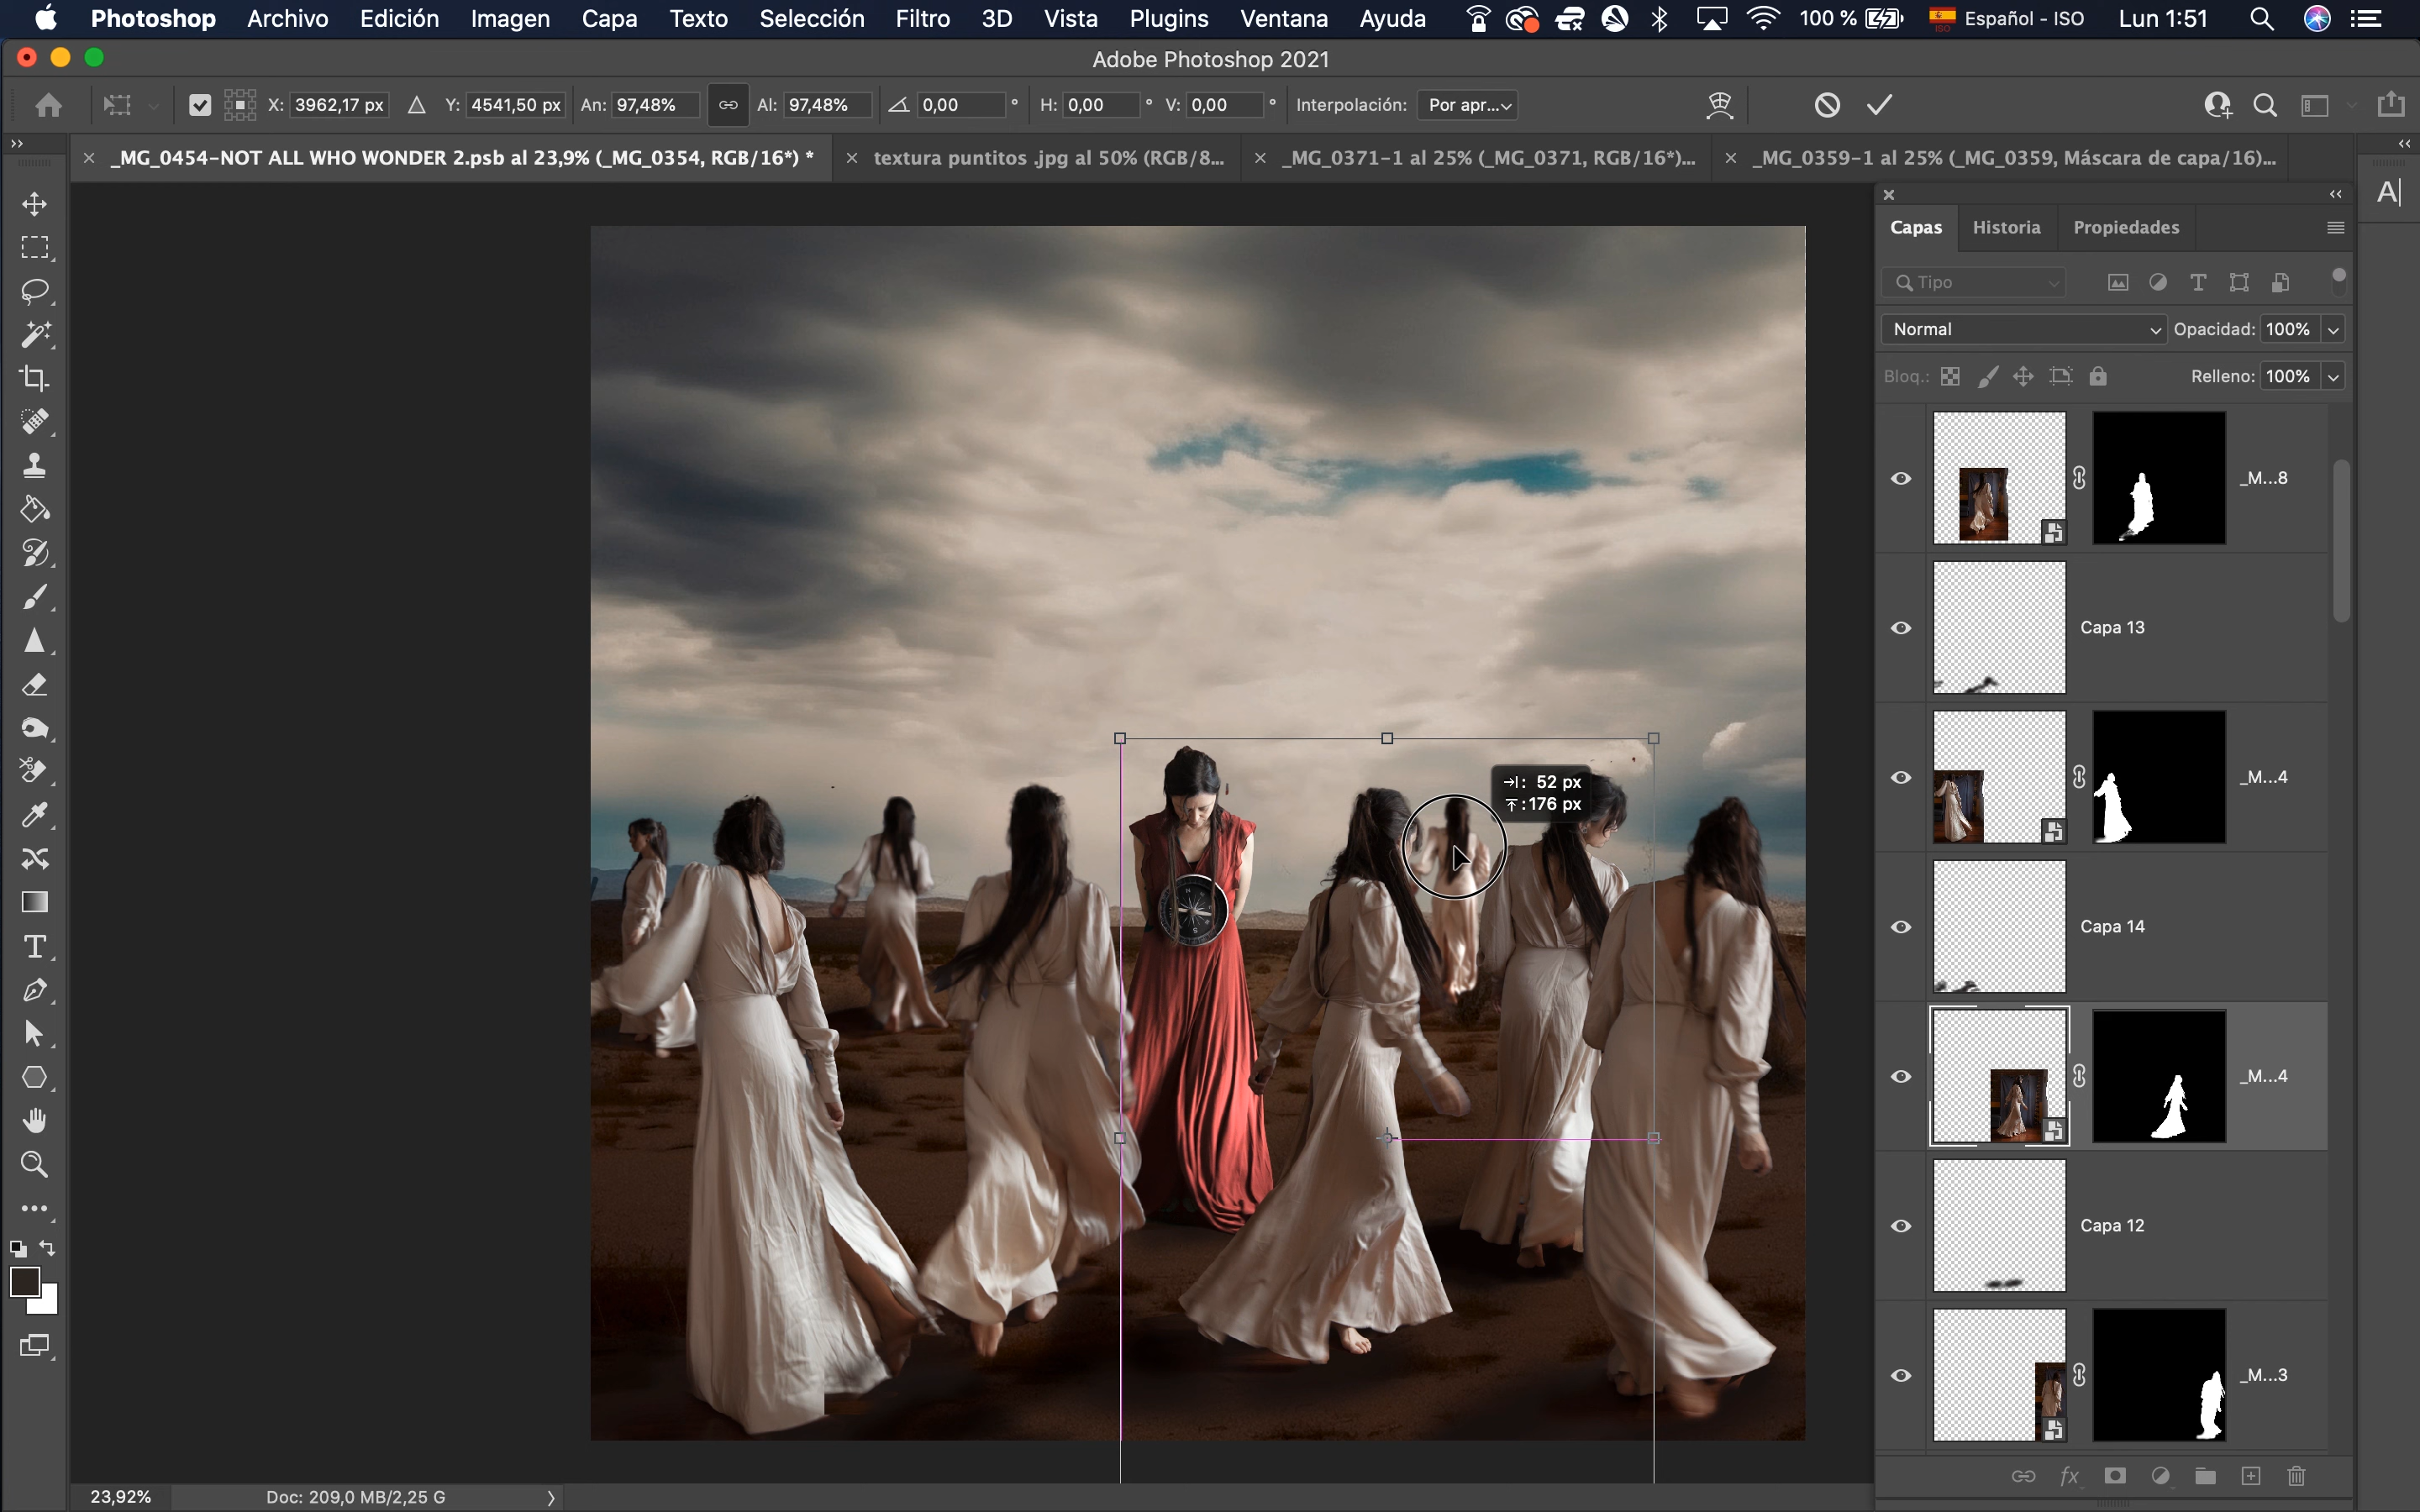 Photoshop Archivo Edición Imagen Capa Texto Selección Filtro 3D Vista Plugins Ventana Ayuda 100 % ISO Español - ISO Lun 1:51
Adobe Photoshop 2021
X: 3962,17 px Y: 4541,50 px An: 97,48% Al: 97,48% 0,00 ° H: 0,00 ° V: 0,00 ° Interpolación: Por apr...
_MG_0454-NOT ALL WHO WONDER 2.psb al 23,9% (_MG_0354, RGB/16*) *
textura puntitos .jpg al 50% (RGB/8...
_MG_0371-1 al 25% (_MG_0371, RGB/16*)...
_MG_0359-1 al 25% (_MG_0359, Máscara de capa/16)...
A
Capas Historia Propiedades
Tipo
Normal Opacidad: 100%
Bloq.: Relleno: 100%
_M...8
Capa 13
_M...4
Capa 14
_M...4
Capa 12
_M...3
fx
: 52 px
: 176 px
S
23,92% Doc: 209,0 MB/2,25 G